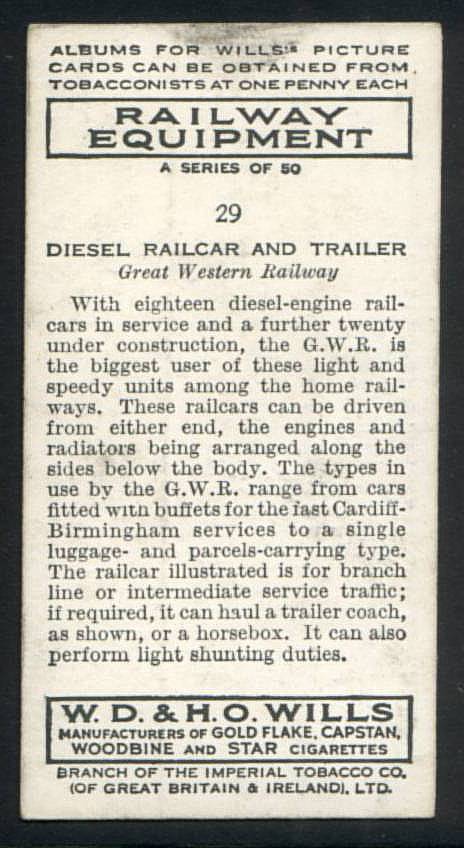 ALBUMS FOR WILLS'S PICTURE
CARDS CAN BE OBTAINED FROM
TOBACCONISTS AT ONE PENNY EACH
RAILWAY
EQUIPMENT
A SERIES OF 50
29
DIESEL RAILCAR AND TRAILER
Great Western Railway
With eighteen diesel-engine rail-
cars in service and a further twenty
under construction, the G.W.R. is
the biggest user of these light and
speedy units among the home rail-
ways. These railcars can be driven
from either end, the engines and
radiators being arranged along the
sides below the body. The types in
use by the G.W.R. range from cars
fitted with buffets for the fast Cardiff-
Birmingham services to a single
luggage- and parcels-carrying type.
The railcar illustrated is for branch
line or intermediate service traffic;
if required, it can haul a trailer coach,
as shown, or a horsebox. It can also
perform light shunting duties.
W. D. & H. O. WILLS
MANUFACTURERS OF GOLD FLAKE, CAPSTAN,
WOODBINE AND STAR CIGARETTES
BRANCH OF THE IMPERIAL TOBACCO CO.
(OF GREAT BRITAIN & IRELAND), LTD.